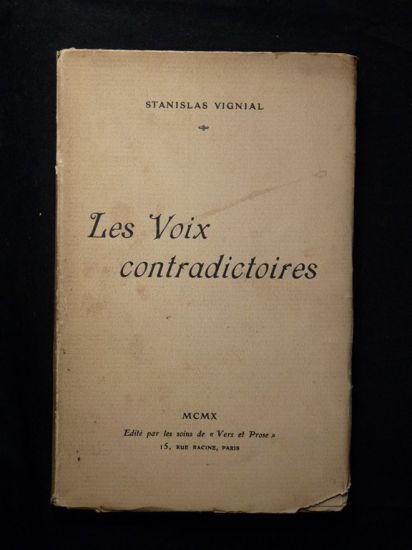 STANISLAS VIGNIAL
Les Voix
contradictoires
MCMX
Edité par les soins de « Vers et Prose »
15, RUE RACINE, PARIS